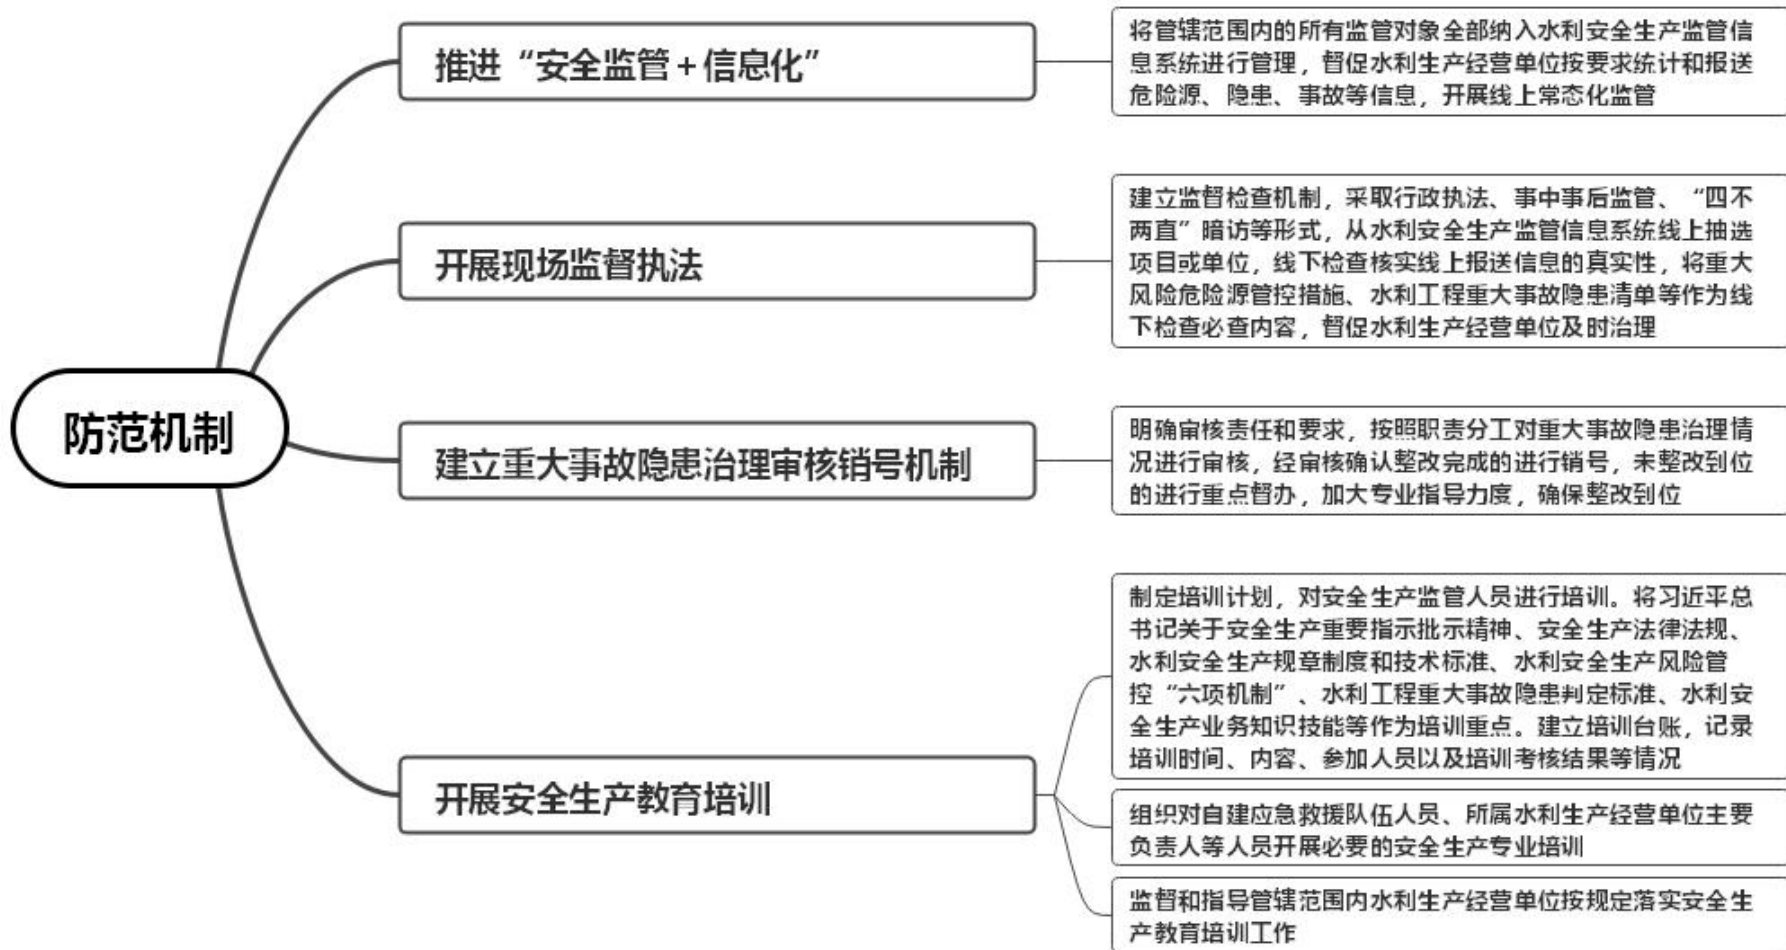 防范机制
推进“安全监管+信息化”
将管辖范围内的所有监管对象全部纳入水利安全生产监管信
息系统进行管理，督促水利生产经营单位按要求统计和报送
危险源、隐患、事故等信息，开展线上常态化监管
开展现场监督执法
建立监督检查机制，采取行政执法、事中事后监管、“四不
两直”暗访等形式，从水利安全生产监管信息系统线上抽选
项目或单位，线下检查核实线上报送信息的真实性，将重大
风险危险源管控措施、水利工程重大事故隐患清单等作为线
下检查必查内容，督促水利生产经营单位及时治理
建立重大事故隐患治理审核销号机制
明确审核责任和要求，按照职责分工对重大事故隐患治理情
况进行审核，经审核确认整改完成的进行销号，未整改到位
的进行重点督办，加大专业指导力度，确保整改到位
开展安全生产教育培训
制定培训计划，对安全生产监管人员进行培训。将习近平总
书记关于安全生产重要指示批示精神、安全生产法律法规、
水利安全生产规章制度和技术标准、水利安全生产风险管
控“六项机制”、水利工程重大事故隐患判定标准、水利安
全生产业务知识技能等作为培训重点。建立培训台账，记录
培训时间、内容、参加人员以及培训考核结果等情况
组织对自建应急救援队伍人员、所属水利生产经营单位主要
负责人等人员开展必要的安全生产专业培训
监督和指导管辖范围内水利生产经营单位按规定落实安全生
产教育培训工作